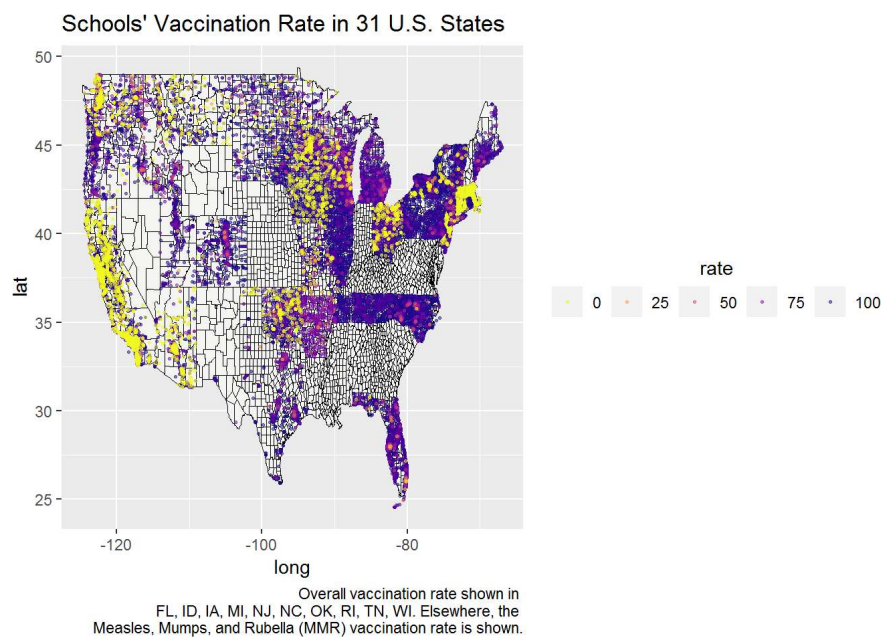 Schools' Vaccination Rate in 31 U.S. States
50
45
40
35
30
25
lat
-120
-100
-80
long
rate
0
25
50
75
100
Overall vaccination rate shown in
FL, ID, IA, MI, NJ, NC, OK, RI, TN, WI. Elsewhere, the
Measles, Mumps, and Rubella (MMR) vaccination rate is shown.